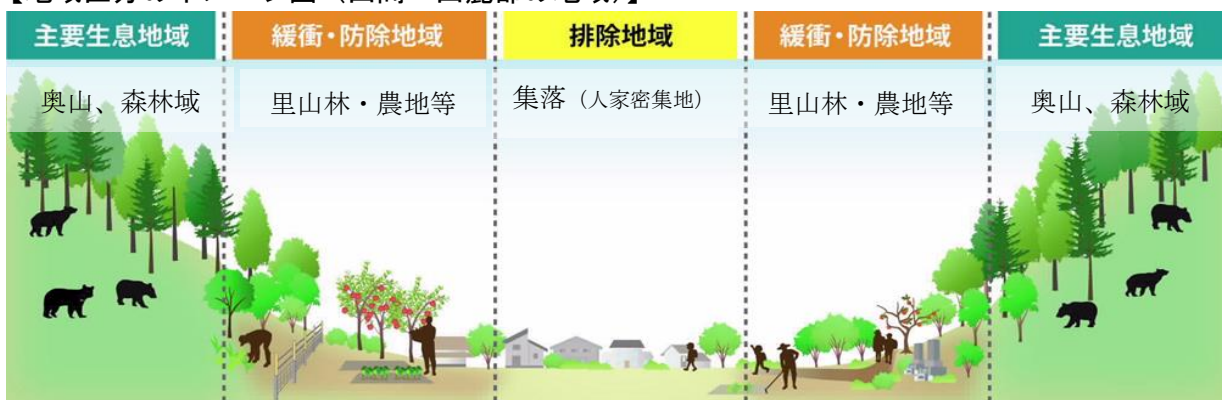 主要生息地域
緩衝・防除地域
排除地域
緩衝・防除地域
主要生息地域
奥山、森林域
里山林・農地等
集落（人家密集地）
里山林・農地等
奥山、森林域